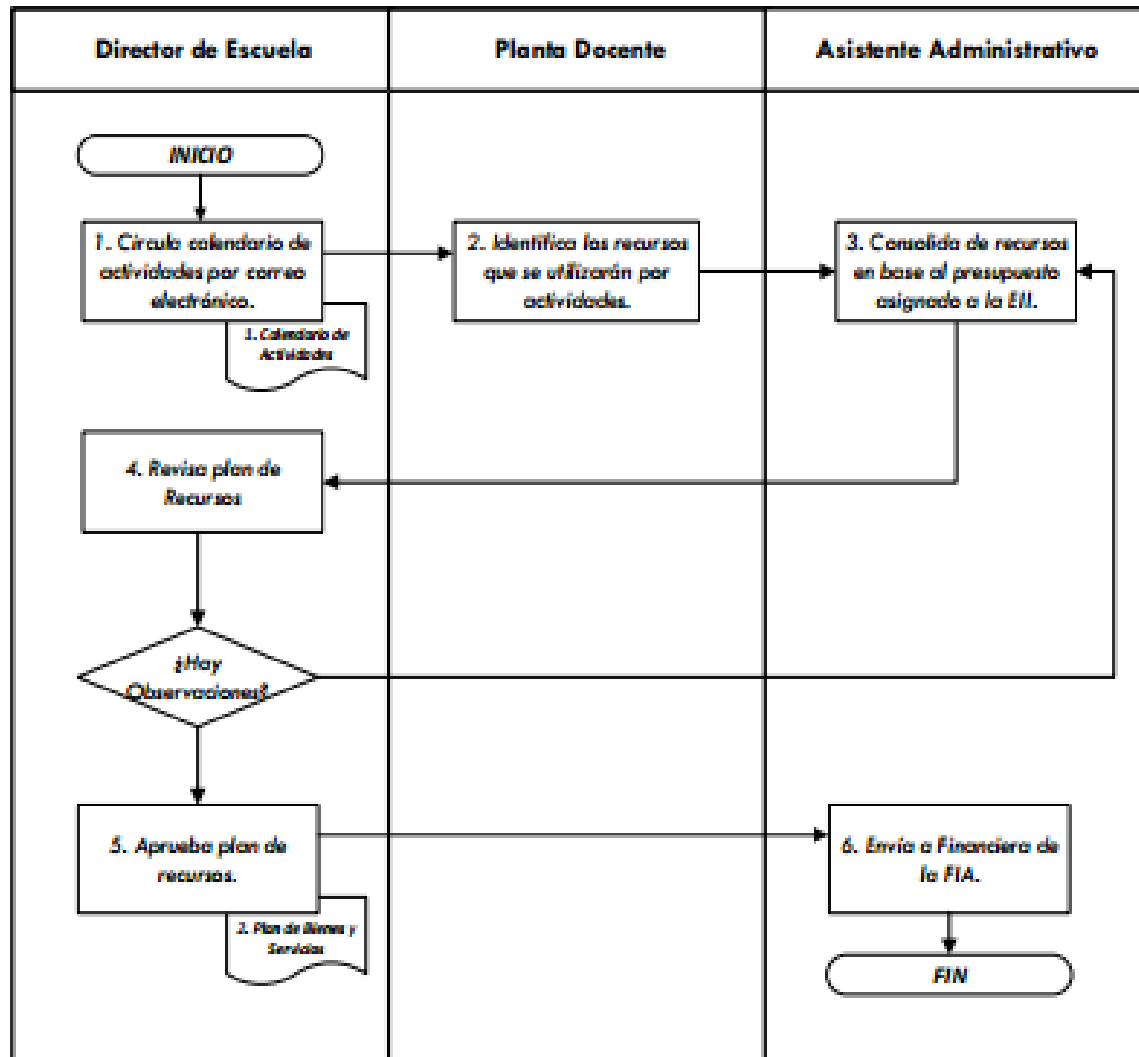 Director de Escuela
Planta Docente
Asistente Administrativo
INICIO
1. Circula calendario de
actividades por correo
electrónico.
1. Calendario de
Actividades
2. Identifica los recursos
que se utilizarán por
actividades.
3. Consolida de recursos
en base al presupuesto
asignado a la EII.
4. Revisa plan de
Recursos
¿Hay
Observaciones?
5. Aprueba plan de
recursos.
2. Plan de Bienes y
Servicios
6. Envía a Financiera de
la FIA.
FIN